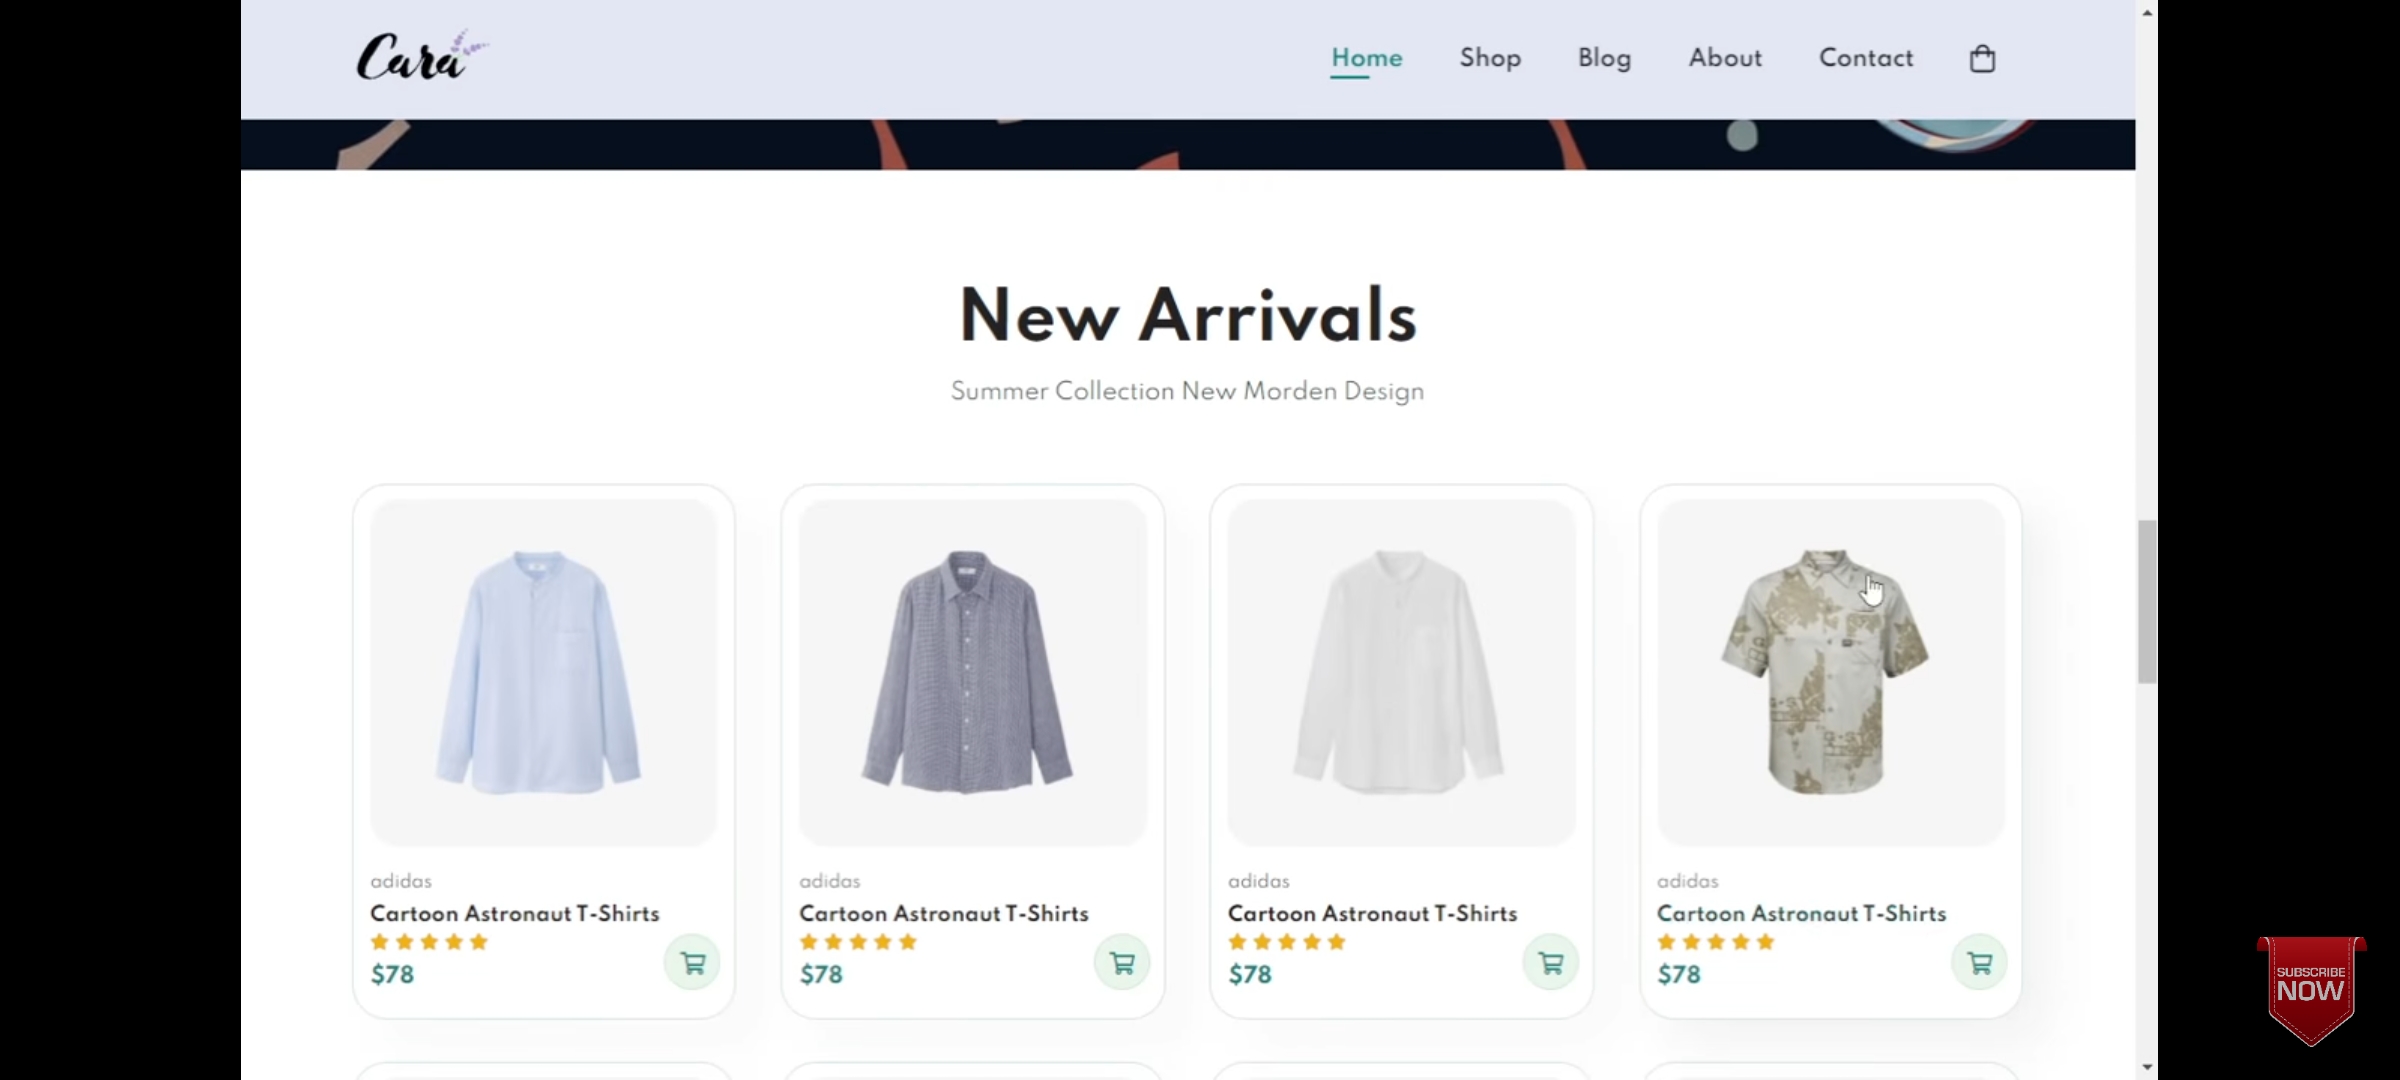 Cara
Home Shop Blog About Contact
New Arrivals
Summer Collection New Morden Design
adidas
Cartoon Astronaut T-Shirts
$78
adidas
Cartoon Astronaut T-Shirts
$78
adidas
Cartoon Astronaut T-Shirts
$78
adidas
Cartoon Astronaut T-Shirts
$78
SUBSCRIBE
NOW